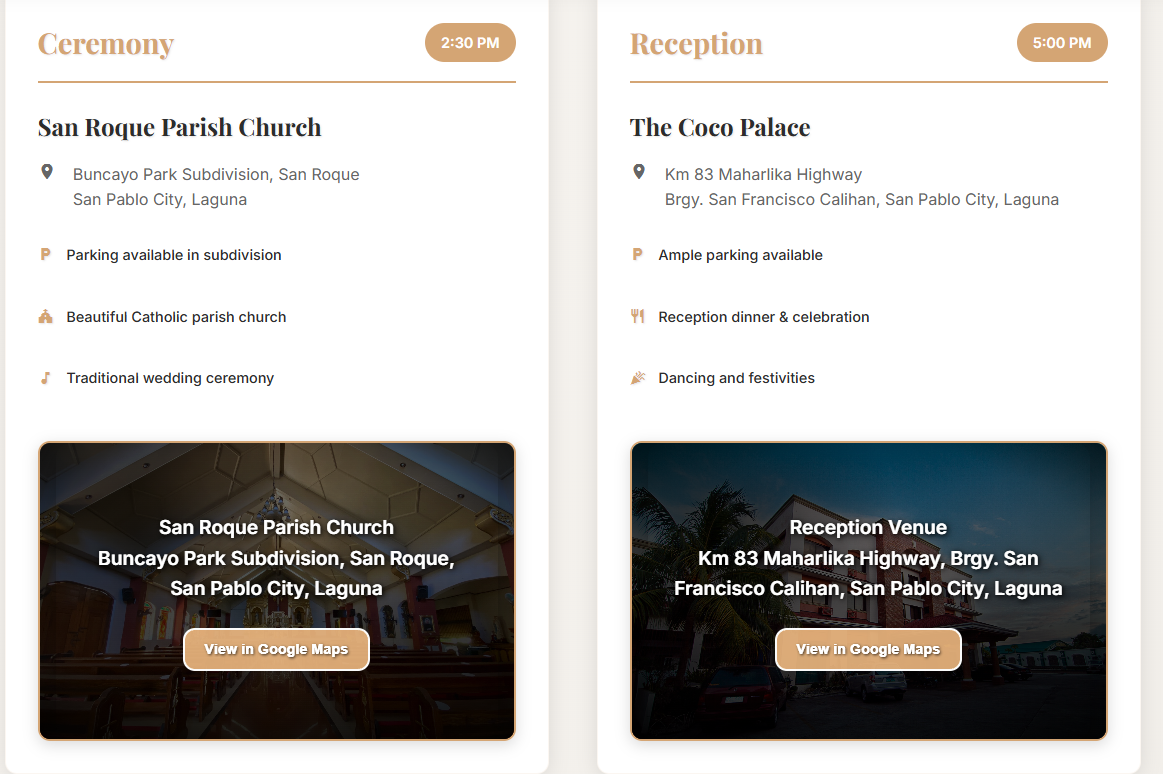 Ceremony
2:30 PM
San Roque Parish Church
Buncayo Park Subdivision, San Roque
San Pablo City, Laguna
P Parking available in subdivision
Beautiful Catholic parish church
Traditional wedding ceremony
San Roque Parish Church
Buncayo Park Subdivision, San Roque,
San Pablo City, Laguna
View in Google Maps
Reception
5:00 PM
The Coco Palace
Km 83 Maharlika Highway
Brgy. San Francisco Calihan, San Pablo City, Laguna
P Ample parking available
Reception dinner & celebration
Dancing and festivities
Reception Venue
Km 83 Maharlika Highway, Brgy. San
Francisco Calihan, San Pablo City, Laguna
View in Google Maps